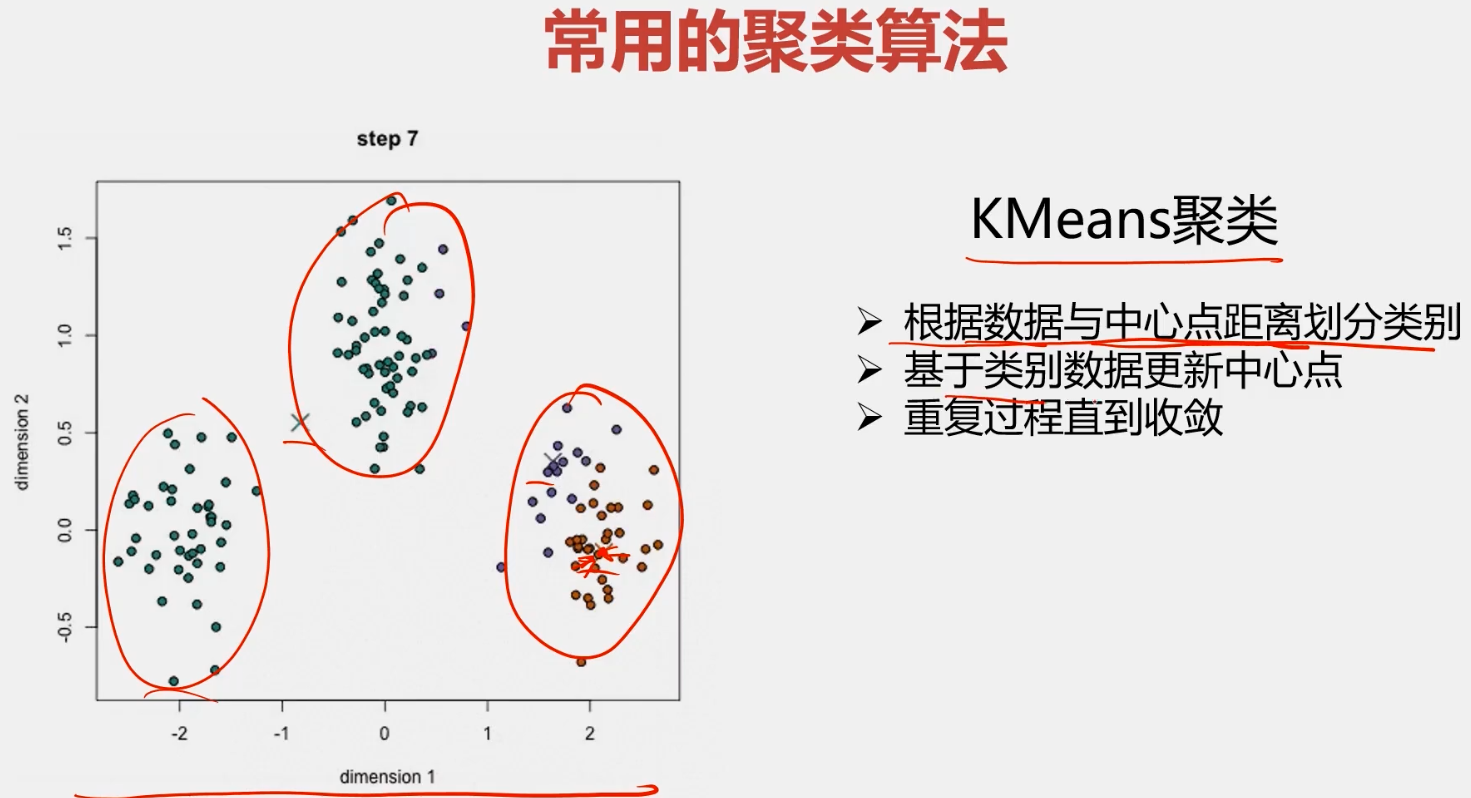 常用的聚类算法
step 7
1.5
1.0
0.5
0.0
-0.5
dimension 2
-2 -1 0 1 2
dimension 1
KMeans聚类
➢ 根据数据与中心点距离划分类别
➢ 基于类别数据更新中心点
➢ 重复过程直到收敛